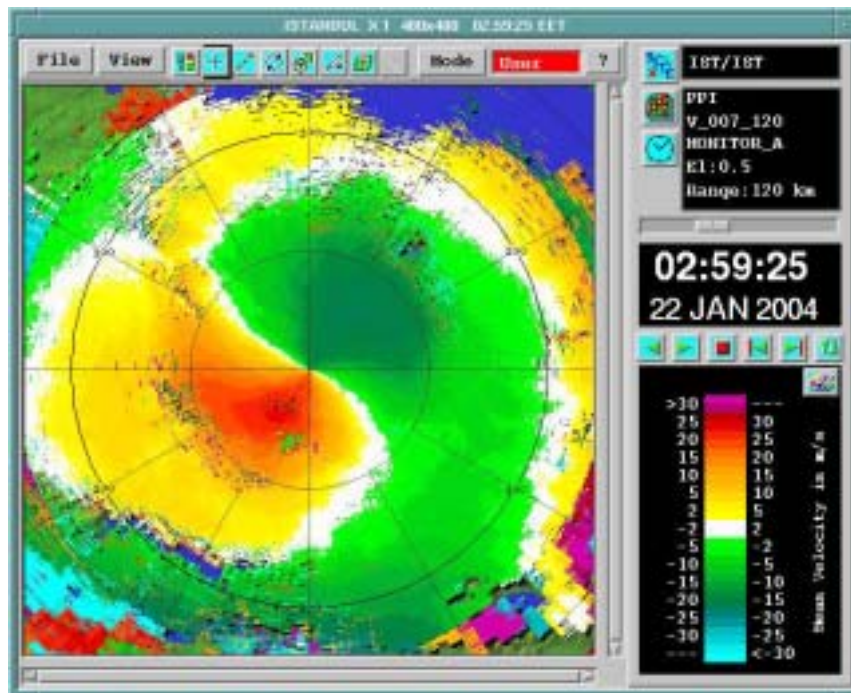 ISTANBUL X1 480x480 02:59:25 EET
File View Mode User ?
IST/IST
PPI
V_007_120
MONITOR_A
El:0.5
Range:120 km
02:59:25
22 JAN 2004
>30 ---
25 30
20 25
15 20
10 15
5 10
2 5
-2 2
-5 -2
-10 -5
-15 -10
-20 -15
-25 -20
-30 -25
--- <-30
Mean Velocity in m/s